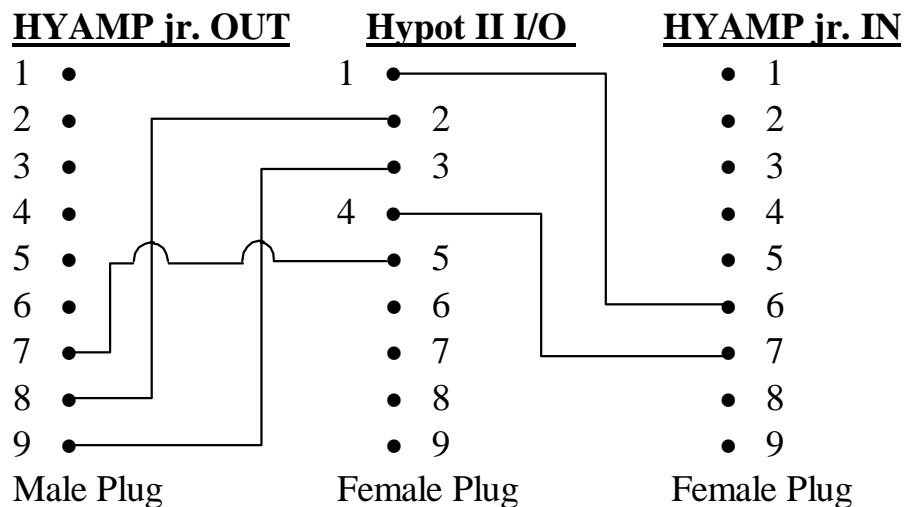 HYAMP jr. OUT Hypot II I/O HYAMP jr. IN
1 1 1
2 2 2
3 3 3
4 4 4
5 5 5
6 6 6
7 7 7
8 8 8
9 9 9
Male Plug Female Plug Female Plug